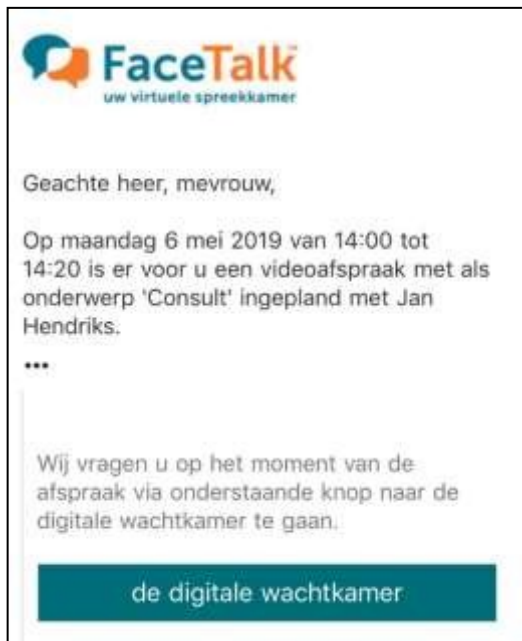 FaceTalk™
uw virtuele spreekkamer
Geachte heer, mevrouw,
Op maandag 6 mei 2019 van 14:00 tot
14:20 is er voor u een videoafspraak met als
onderwerp 'Consult' ingepland met Jan
Hendriks.
•••
Wij vragen u op het moment van de
afspraak via onderstaande knop naar de
digitale wachtkamer te gaan.
de digitale wachtkamer